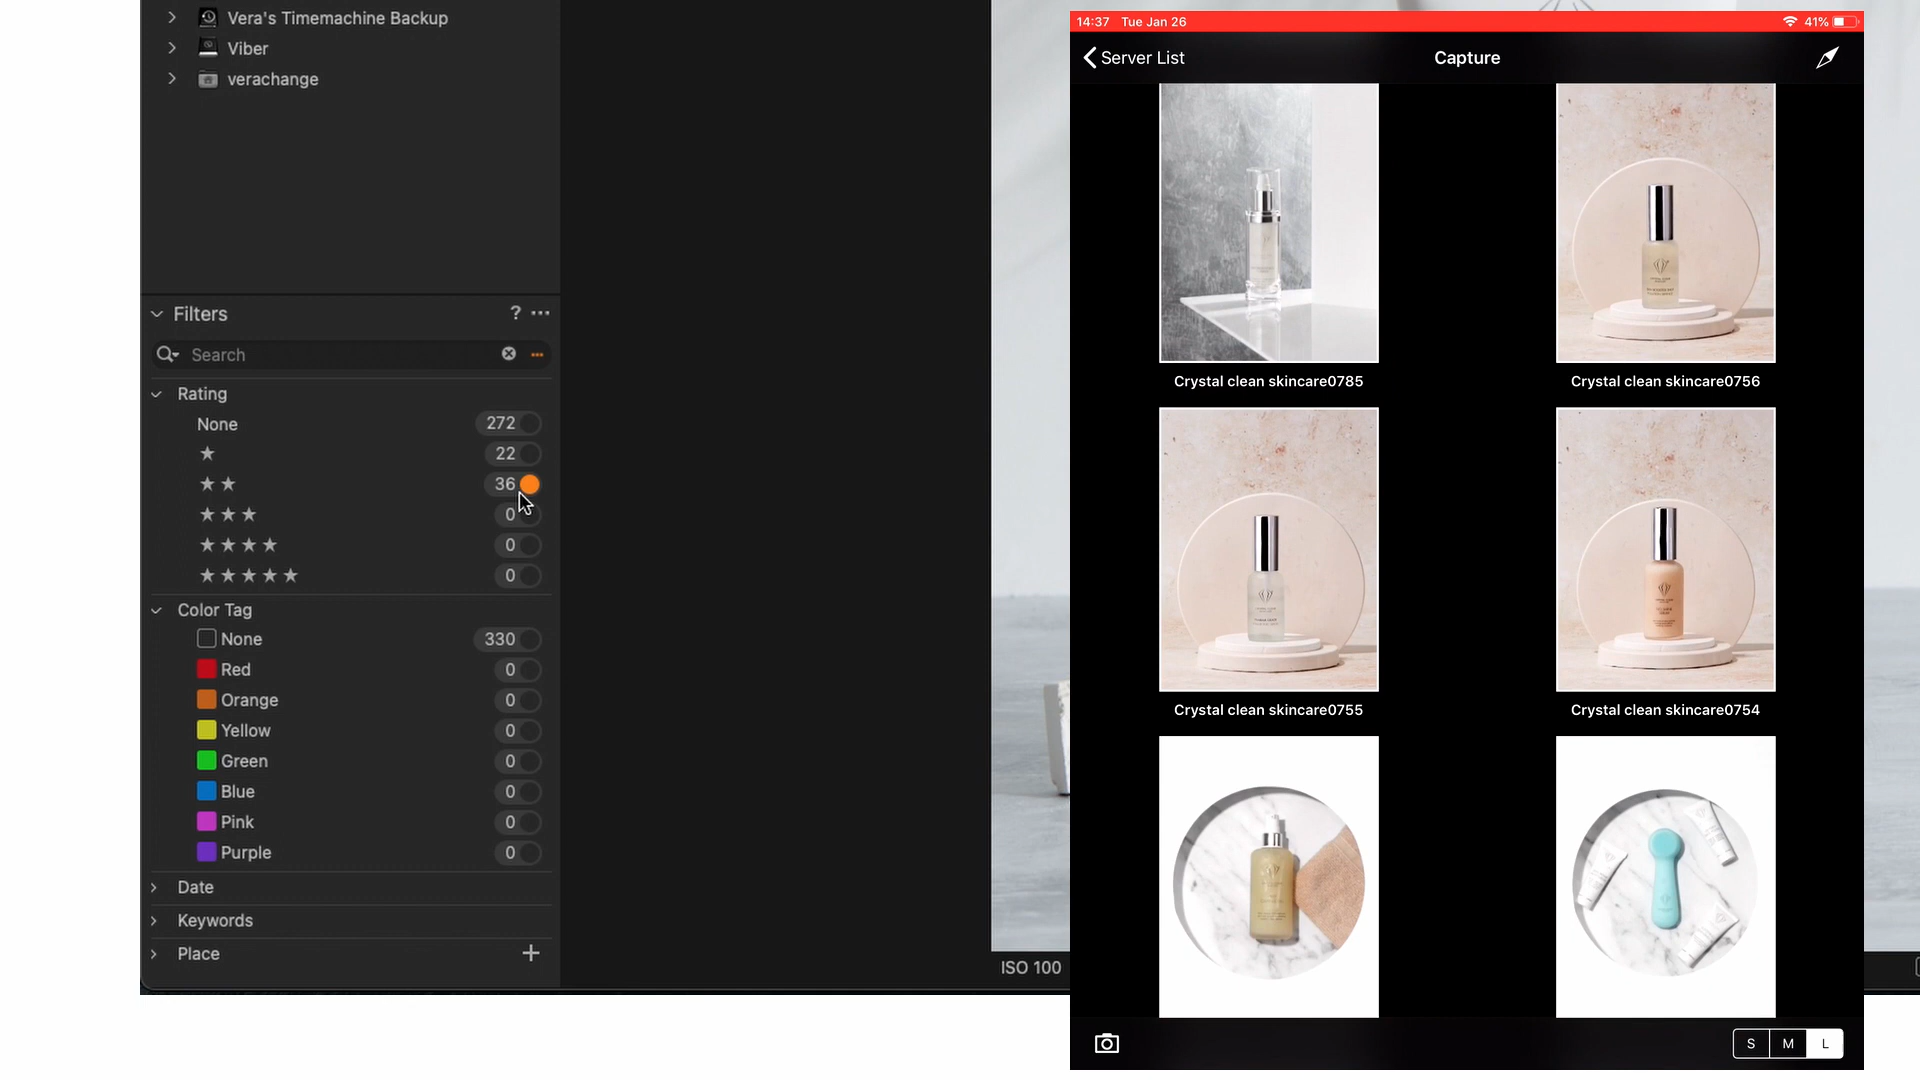 Vera's Timemachine Backup
Viber
verachange
Filters
? ...
Search
Rating
None 272
22
36
0
0
0
Color Tag
None 330
Red 0
Orange 0
Yellow 0
Green 0
Blue 0
Pink 0
Purple 0
Date
Keywords
Place +
ISO 100
14:37 Tue Jan 26 41%
Server List
Capture
Crystal clean skincare0785
Crystal clean skincare0756
Crystal clean skincare0755
Crystal clean skincare0754
S M L